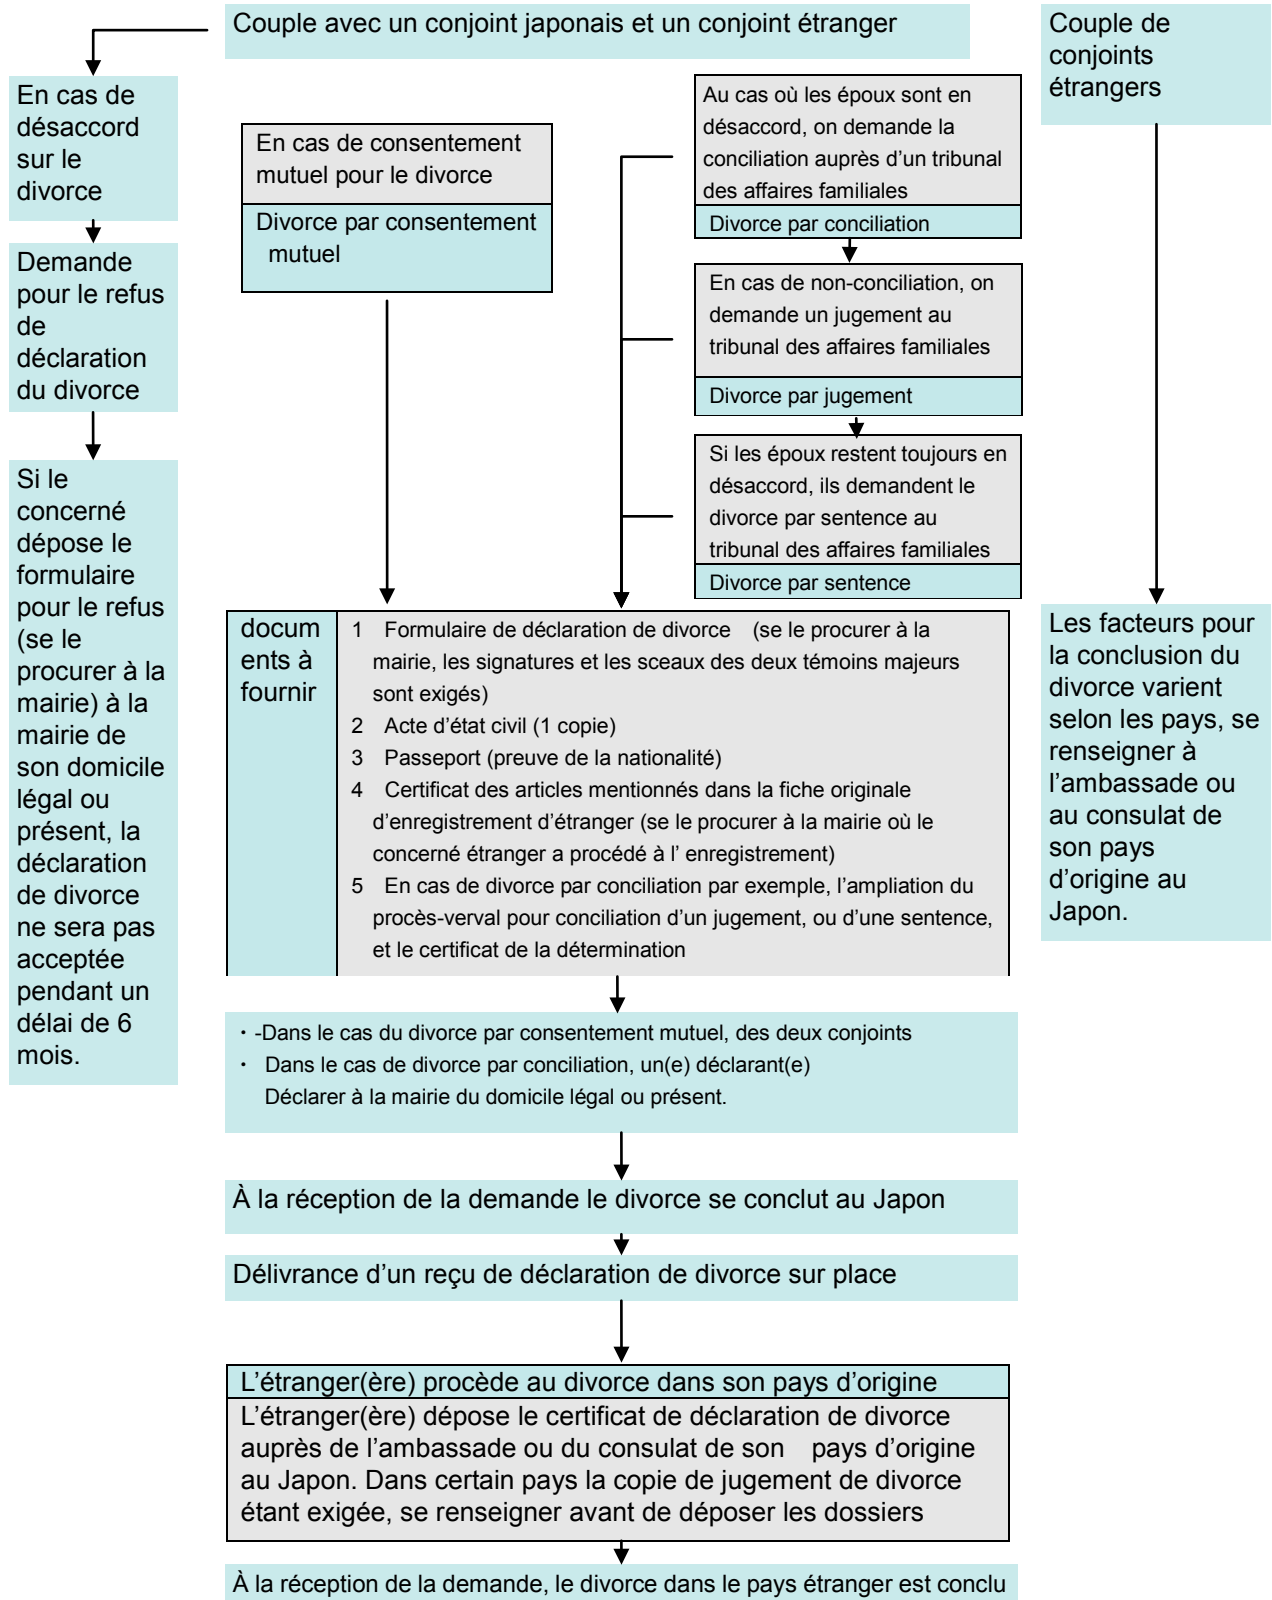 Couple avec un conjoint japonais et un conjoint étranger
Couple de
conjoints
étrangers
En cas de
désaccord
sur le
divorce
Demande
pour le refus
de
déclaration
du divorce
Si le
concerné
dépose le
formulaire
pour le refus
(se le
procurer à la
mairie) à la
mairie de
son domicile
légal ou
présent, la
déclaration
de divorce
ne sera pas
acceptée
pendant un
délai de 6
mois.
En cas de consentement
mutuel pour le divorce
Divorce par consentement
mutuel
Au cas où les époux sont en
désaccord, on demande la
conciliation auprès d’un tribunal
des affaires familiales
Divorce par conciliation
En cas de non-conciliation, on
demande un jugement au
tribunal des affaires familiales
Divorce par jugement
Si les époux restent toujours en
désaccord, ils demandent le
divorce par sentence au
tribunal des affaires familiales
Divorce par sentence
docum
ents à
fournir
1 Formulaire de déclaration de divorce (se le procurer à la
mairie, les signatures et les sceaux des deux témoins majeurs
sont exigés)
2 Acte d’état civil (1 copie)
3 Passeport (preuve de la nationalité)
4 Certificat des articles mentionnés dans la fiche originale
d’enregistrement d’étranger (se le procurer à la mairie où le
concerné étranger a procédé à l’ enregistrement)
5 En cas de divorce par conciliation par exemple, l’ampliation du
procès-verval pour conciliation d’un jugement, ou d’une sentence,
et le certificat de la détermination
Les facteurs pour
la conclusion du
divorce varient
selon les pays, se
renseigner à
l’ambassade ou
au consulat de
son pays
d’origine au
Japon.
・-Dans le cas du divorce par consentement mutuel, des deux conjoints
・ Dans le cas de divorce par conciliation, un(e) déclarant(e)
Déclarer à la mairie du domicile légal ou présent.
À la réception de la demande le divorce se conclut au Japon
Délivrance d’un reçu de déclaration de divorce sur place
L’étranger(ère) procède au divorce dans son pays d’origine
L’étranger(ère) dépose le certificat de déclaration de divorce
auprès de l’ambassade ou du consulat de son pays d’origine
au Japon. Dans certain pays la copie de jugement de divorce
étant exigée, se renseigner avant de déposer les dossiers
À la réception de la demande, le divorce dans le pays étranger est conclu